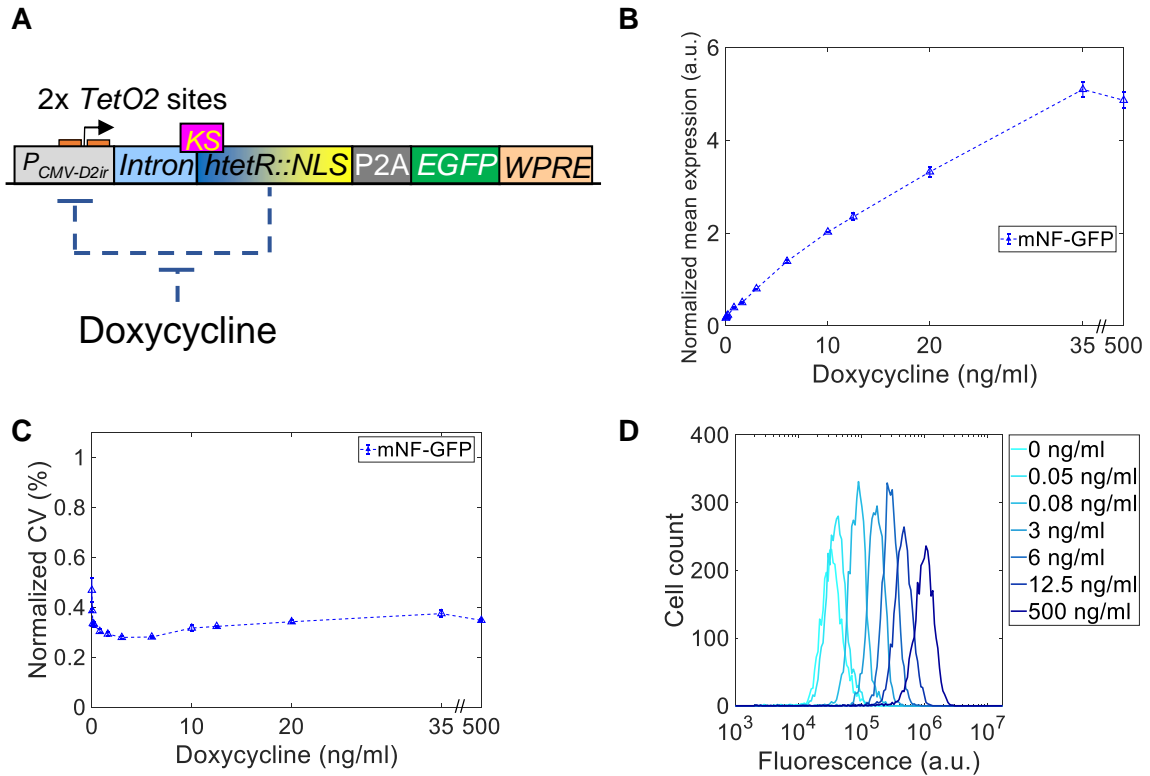 A
2x TetO2 sites
KS
PCMV-D2ir Intron htetR::NLS P2A EGFP WPRE
Doxycycline
B
Normalized mean expression (a.u.)
6
4
2
0
mNF-GFP
0 10 20 35 500
Doxycycline (ng/ml)
C
Normalized CV (%)
1
0.8
0.6
0.4
0.2
0
mNF-GFP
0 10 20 35 500
Doxycycline (ng/ml)
D
Cell count
400
300
200
100
0
10^3 10^4 10^5 10^6 10^7
Fluorescence (a.u.)
0 ng/ml
0.05 ng/ml
0.08 ng/ml
3 ng/ml
6 ng/ml
12.5 ng/ml
500 ng/ml